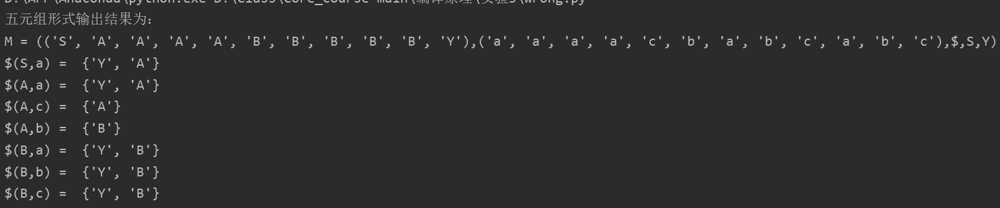 D:\APP\Anaconda\python.exe D:\class\core_course-main\编译原理\实验3\wrong.py
五元组形式输出结果为:
M = (('S', 'A', 'A', 'A', 'A', 'B', 'B', 'B', 'B', 'B', 'Y'),('a', 'a', 'a', 'a', 'c', 'b', 'a', 'b', 'c', 'a', 'b', 'c'),$,S,Y)
$(S,a) =  {'Y', 'A'}
$(A,a) =  {'Y', 'A'}
$(A,c) =  {'A'}
$(A,b) =  {'B'}
$(B,a) =  {'Y', 'B'}
$(B,b) =  {'Y', 'B'}
$(B,c) =  {'Y', 'B'}